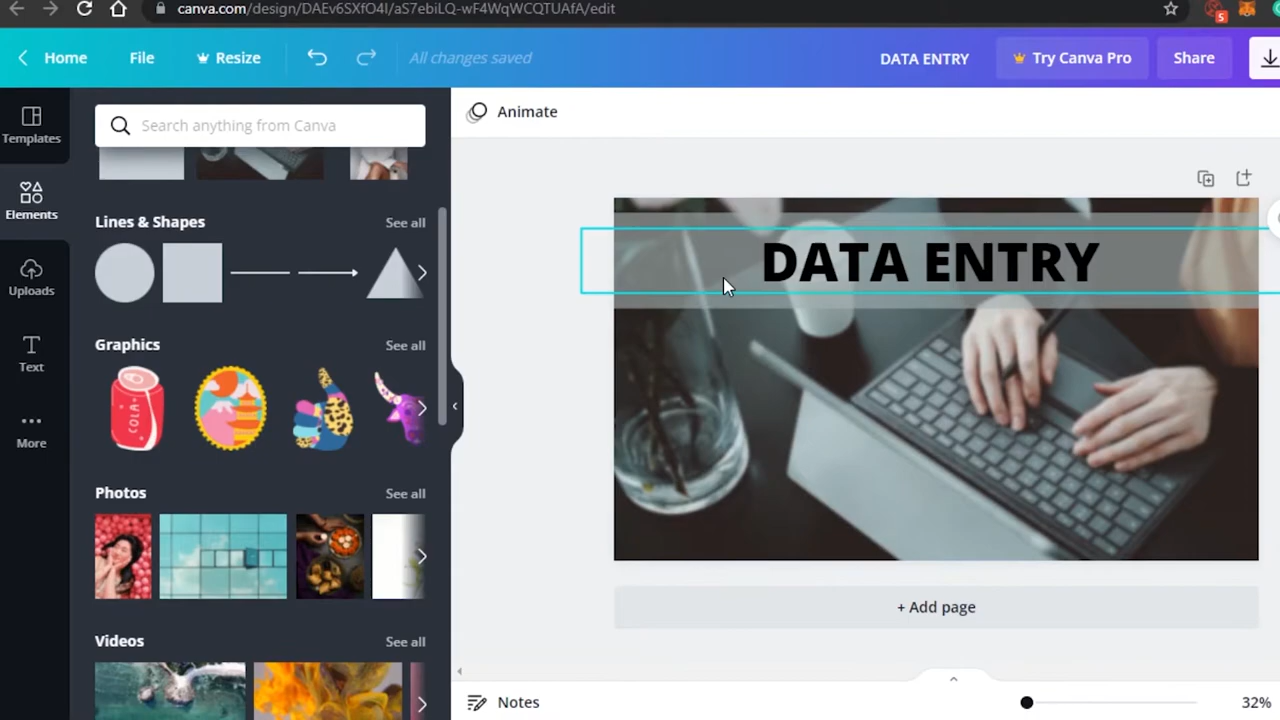 canva.com/design/DAEv6SXfO4I/aS7ebiLQ-wF4WqWCQTUAfA/edit
5
Home
File
Resize
All changes saved
DATA ENTRY
Try Canva Pro
Share
Templates
Elements
Uploads
Text
More
Search anything from Canva
Lines & Shapes
See all
Graphics
See all
COLA
Photos
See all
Videos
See all
Animate
DATA ENTRY
+ Add page
Notes
32%